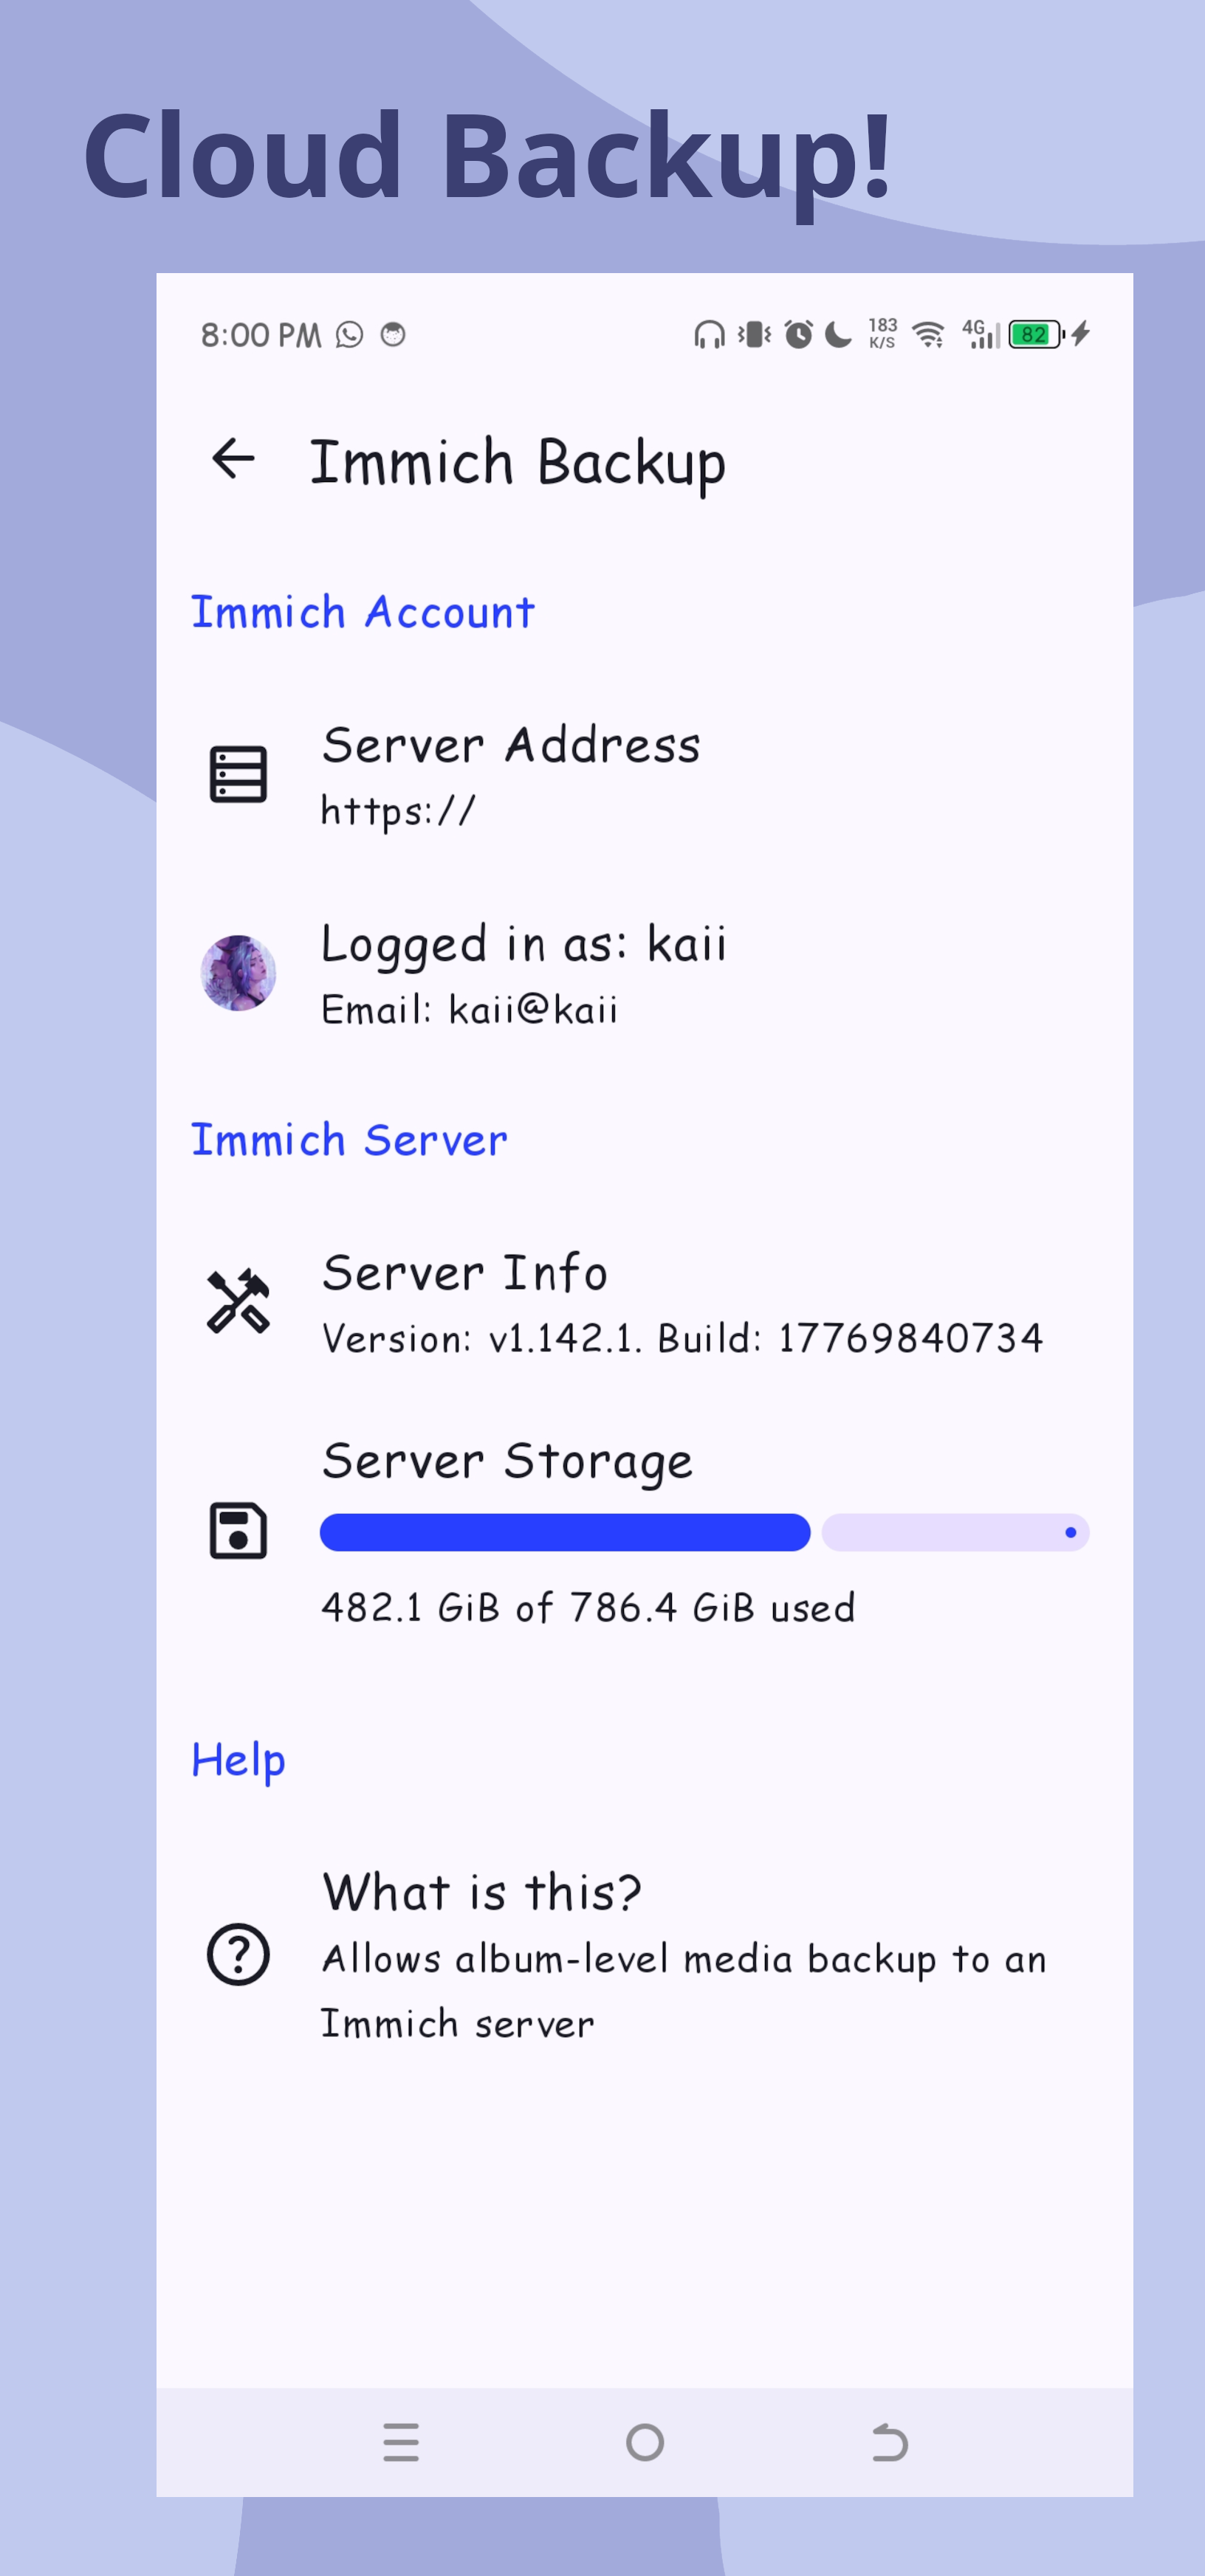 Cloud Backup!
8:00 PM 183 K/S 4G 82
Immich Backup
Immich Account
Server Address
https://
Logged in as: kaii
Email: kaii@kaii
Immich Server
Server Info
Version: v1.142.1. Build: 17769840734
Server Storage
482.1 GiB of 786.4 GiB used
Help
What is this?
Allows album-level media backup to an
Immich server